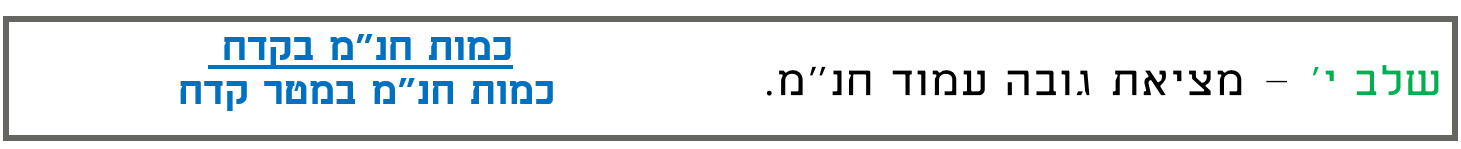 שלב י' – מציאת גובה עמוד חנ"מ.
כמות חנ"מ בקדח
כמות חנ"מ במטר קדח